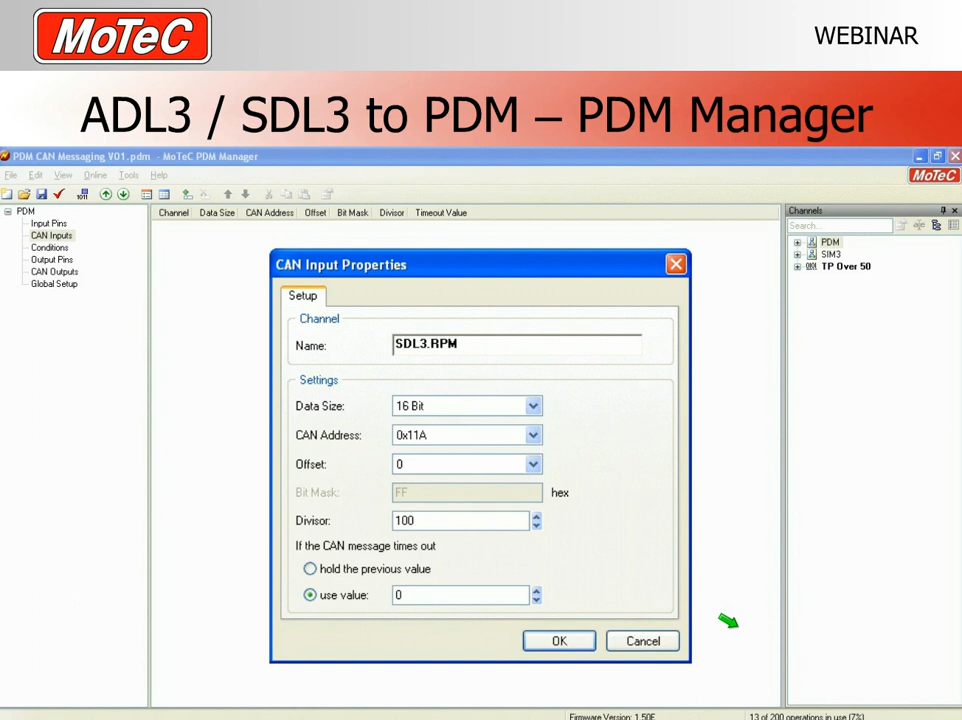 MoTeC
WEBINAR
ADL3 / SDL3 to PDM – PDM Manager
PDM CAN Messaging V01.pdm - MoTeC PDM Manager
File Edit View Online Tools Help
MoTeC
PDM
Input Pins
CAN Inputs
Conditions
Output Pins
CAN Outputs
Global Setup
Channel Data Size CAN Address Offset Bit Mask Divisor Timeout Value
Channels
Search...
PDM
SIM3
TP Over 50
CAN Input Properties
Setup
Channel
Name: SDL3.RPM
Settings
Data Size: 16 Bit
CAN Address: 0x11A
Offset: 0
Bit Mask: FF hex
Divisor: 100
If the CAN message times out
hold the previous value
use value: 0
OK Cancel
Firmware Version: 1.50E 13 of 200 operations in use (7%)